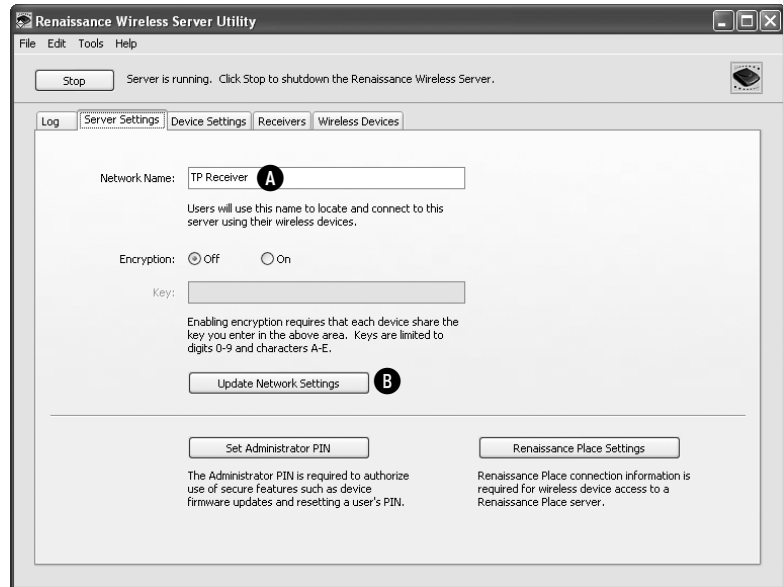 Renaissance Wireless Server Utility
File Edit Tools Help
Stop Server is running. Click Stop to shutdown the Renaissance Wireless Server.
Log Server Settings Device Settings Receivers Wireless Devices
Network Name: TP Receiver A
Users will use this name to locate and connect to this
server using their wireless devices.
Encryption: Off On
Key:
Enabling encryption requires that each device share the
key you enter in the above area. Keys are limited to
digits 0-9 and characters A-E.
Update Network Settings B
Set Administrator PIN
The Administrator PIN is required to authorize
use of secure features such as device
firmware updates and resetting a user's PIN.
Renaissance Place Settings
Renaissance Place connection information is
required for wireless device access to a
Renaissance Place server.